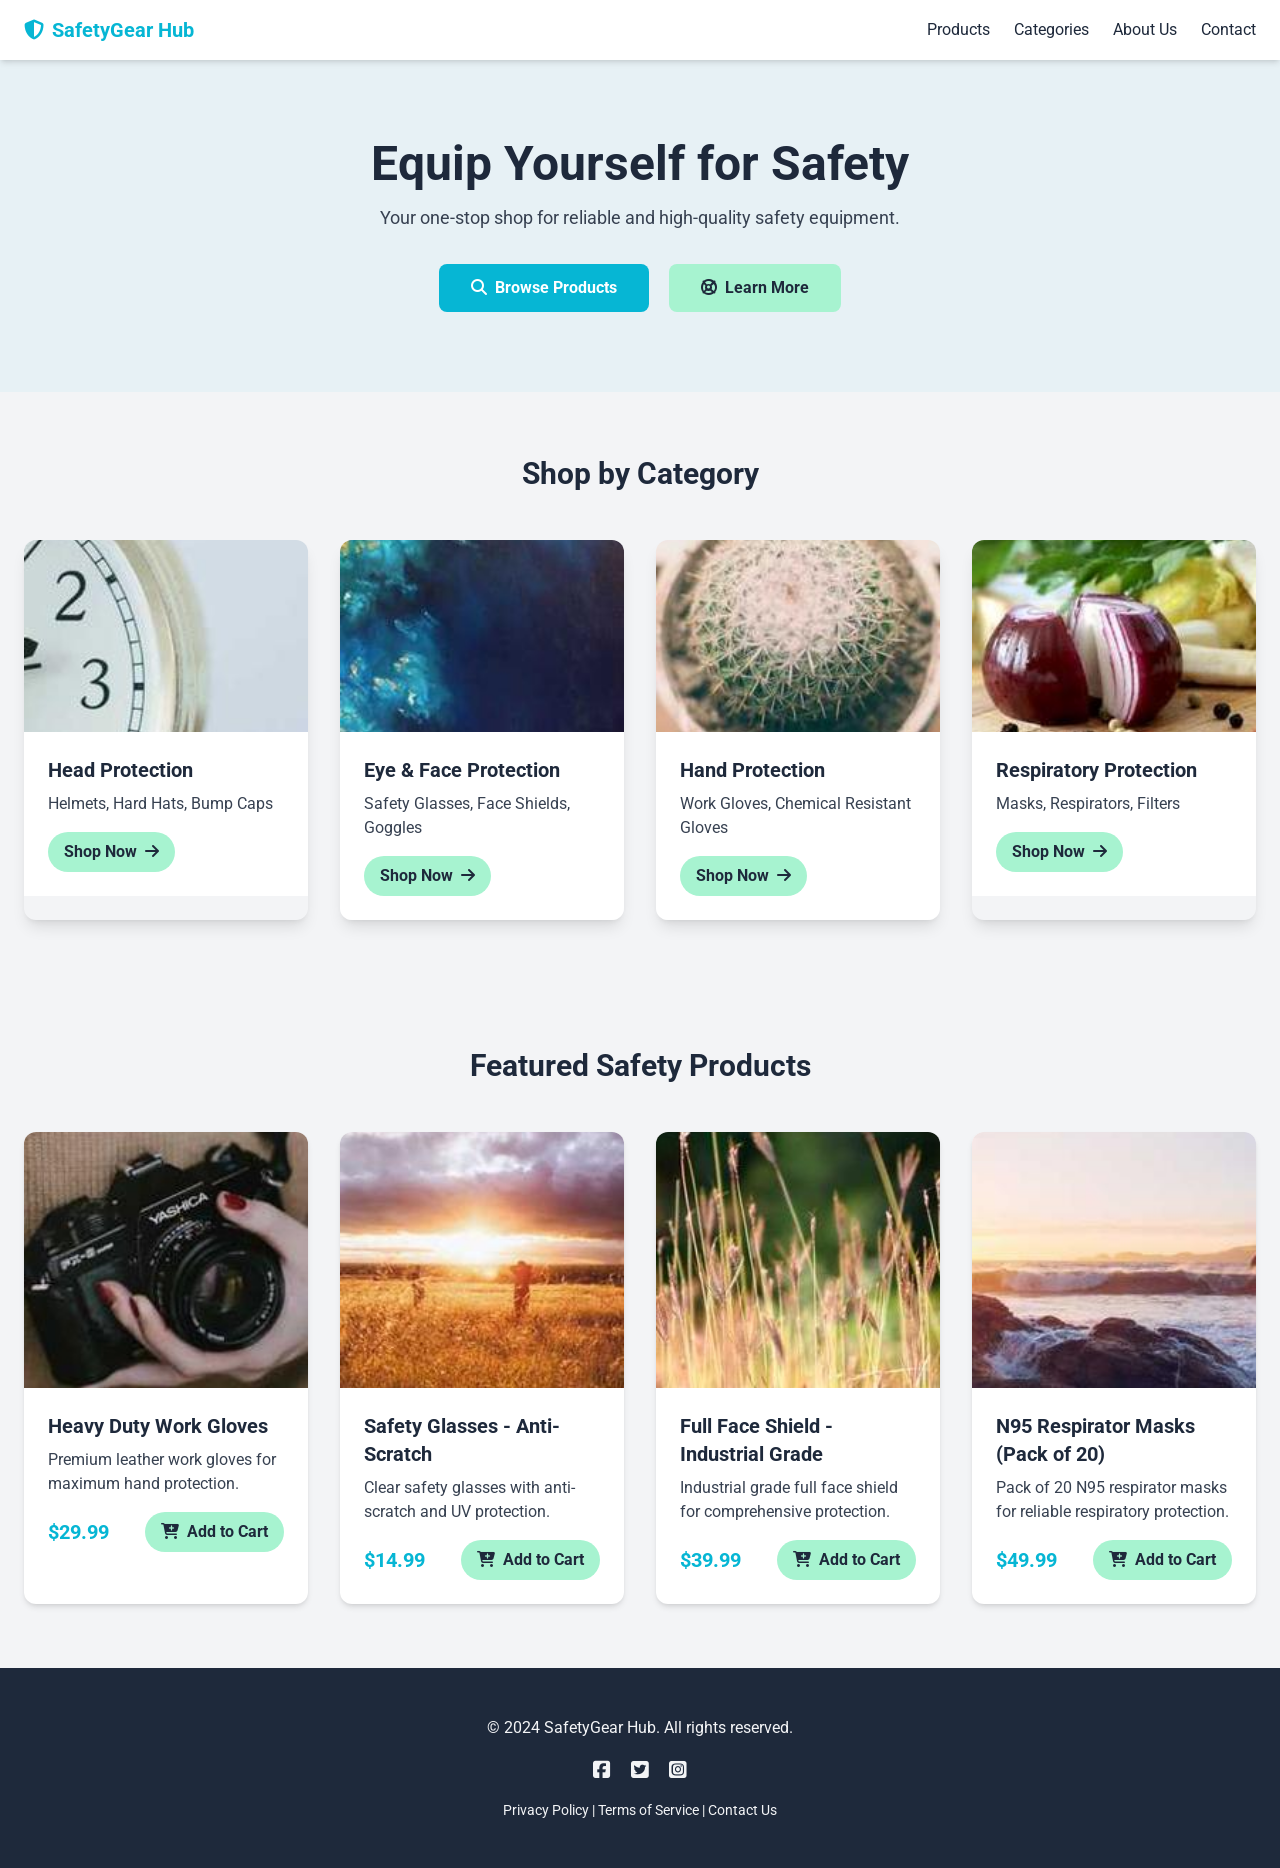 SafetyGear Hub
Products
Categories
About Us
Contact
Equip Yourself for Safety
Your one-stop shop for reliable and high-quality safety equipment.
Browse Products
Learn More
Shop by Category
2
3
Head Protection
Helmets, Hard Hats, Bump Caps
Shop Now
Eye & Face Protection
Safety Glasses, Face Shields,
Goggles
Shop Now
Hand Protection
Work Gloves, Chemical Resistant
Gloves
Shop Now
Respiratory Protection
Masks, Respirators, Filters
Shop Now
Featured Safety Products
YASHICA
Heavy Duty Work Gloves
Premium leather work gloves for
maximum hand protection.
$29.99
Add to Cart
Safety Glasses - Anti-
Scratch
Clear safety glasses with anti-
scratch and UV protection.
$14.99
Add to Cart
Full Face Shield -
Industrial Grade
Industrial grade full face shield
for comprehensive protection.
$39.99
Add to Cart
N95 Respirator Masks
(Pack of 20)
Pack of 20 N95 respirator masks
for reliable respiratory protection.
$49.99
Add to Cart
© 2024 SafetyGear Hub. All rights reserved.
Privacy Policy | Terms of Service | Contact Us